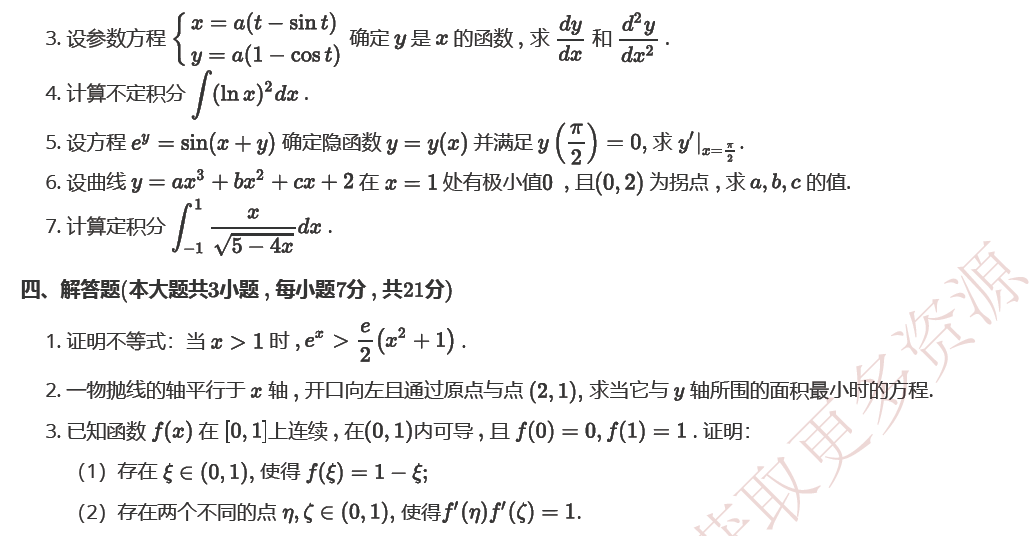 3. 设参数方程 $\begin{cases} x = a(t - \sin t) \\ y = a(1 - \cos t) \end{cases}$ 确定 $y$ 是 $x$ 的函数 , 求 $\dfrac{dy}{dx}$ 和 $\dfrac{d^2y}{dx^2}$ .
4. 计算不定积分 $\int (\ln x)^2 dx$ .
5. 设方程 $e^y = \sin(x + y)$ 确定隐函数 $y = y(x)$ 并满足 $y\left(\dfrac{\pi}{2}\right) = 0$, 求 $y'|_{x=\frac{\pi}{2}}$ .
6. 设曲线 $y = ax^3 + bx^2 + cx + 2$ 在 $x = 1$ 处有极小值0 , 且$(0, 2)$ 为拐点 , 求 $a, b, c$ 的值.
7. 计算定积分 $\int_{-1}^{1} \dfrac{x}{\sqrt{5 - 4x}} dx$ .
四、解答题(本大题共3小题 , 每小题7分 , 共21分)
1. 证明不等式：当 $x > 1$ 时 , $e^x > \dfrac{e}{2}(x^2 + 1)$ .
2. 一物抛线的轴平行于 $x$ 轴 , 开口向左且通过原点与点 $(2, 1)$, 求当它与 $y$ 轴所围的面积最小时的方程.
3. 已知函数 $f(x)$ 在 $[0, 1]$上连续 , 在$(0, 1)$内可导 , 且 $f(0) = 0, f(1) = 1$ . 证明：
（1）存在 $\xi \in (0, 1)$, 使得 $f(\xi) = 1 - \xi$;
（2）存在两个不同的点 $\eta, \zeta \in (0, 1)$, 使得$f'(\eta)f'(\zeta) = 1$.
获取更多资源